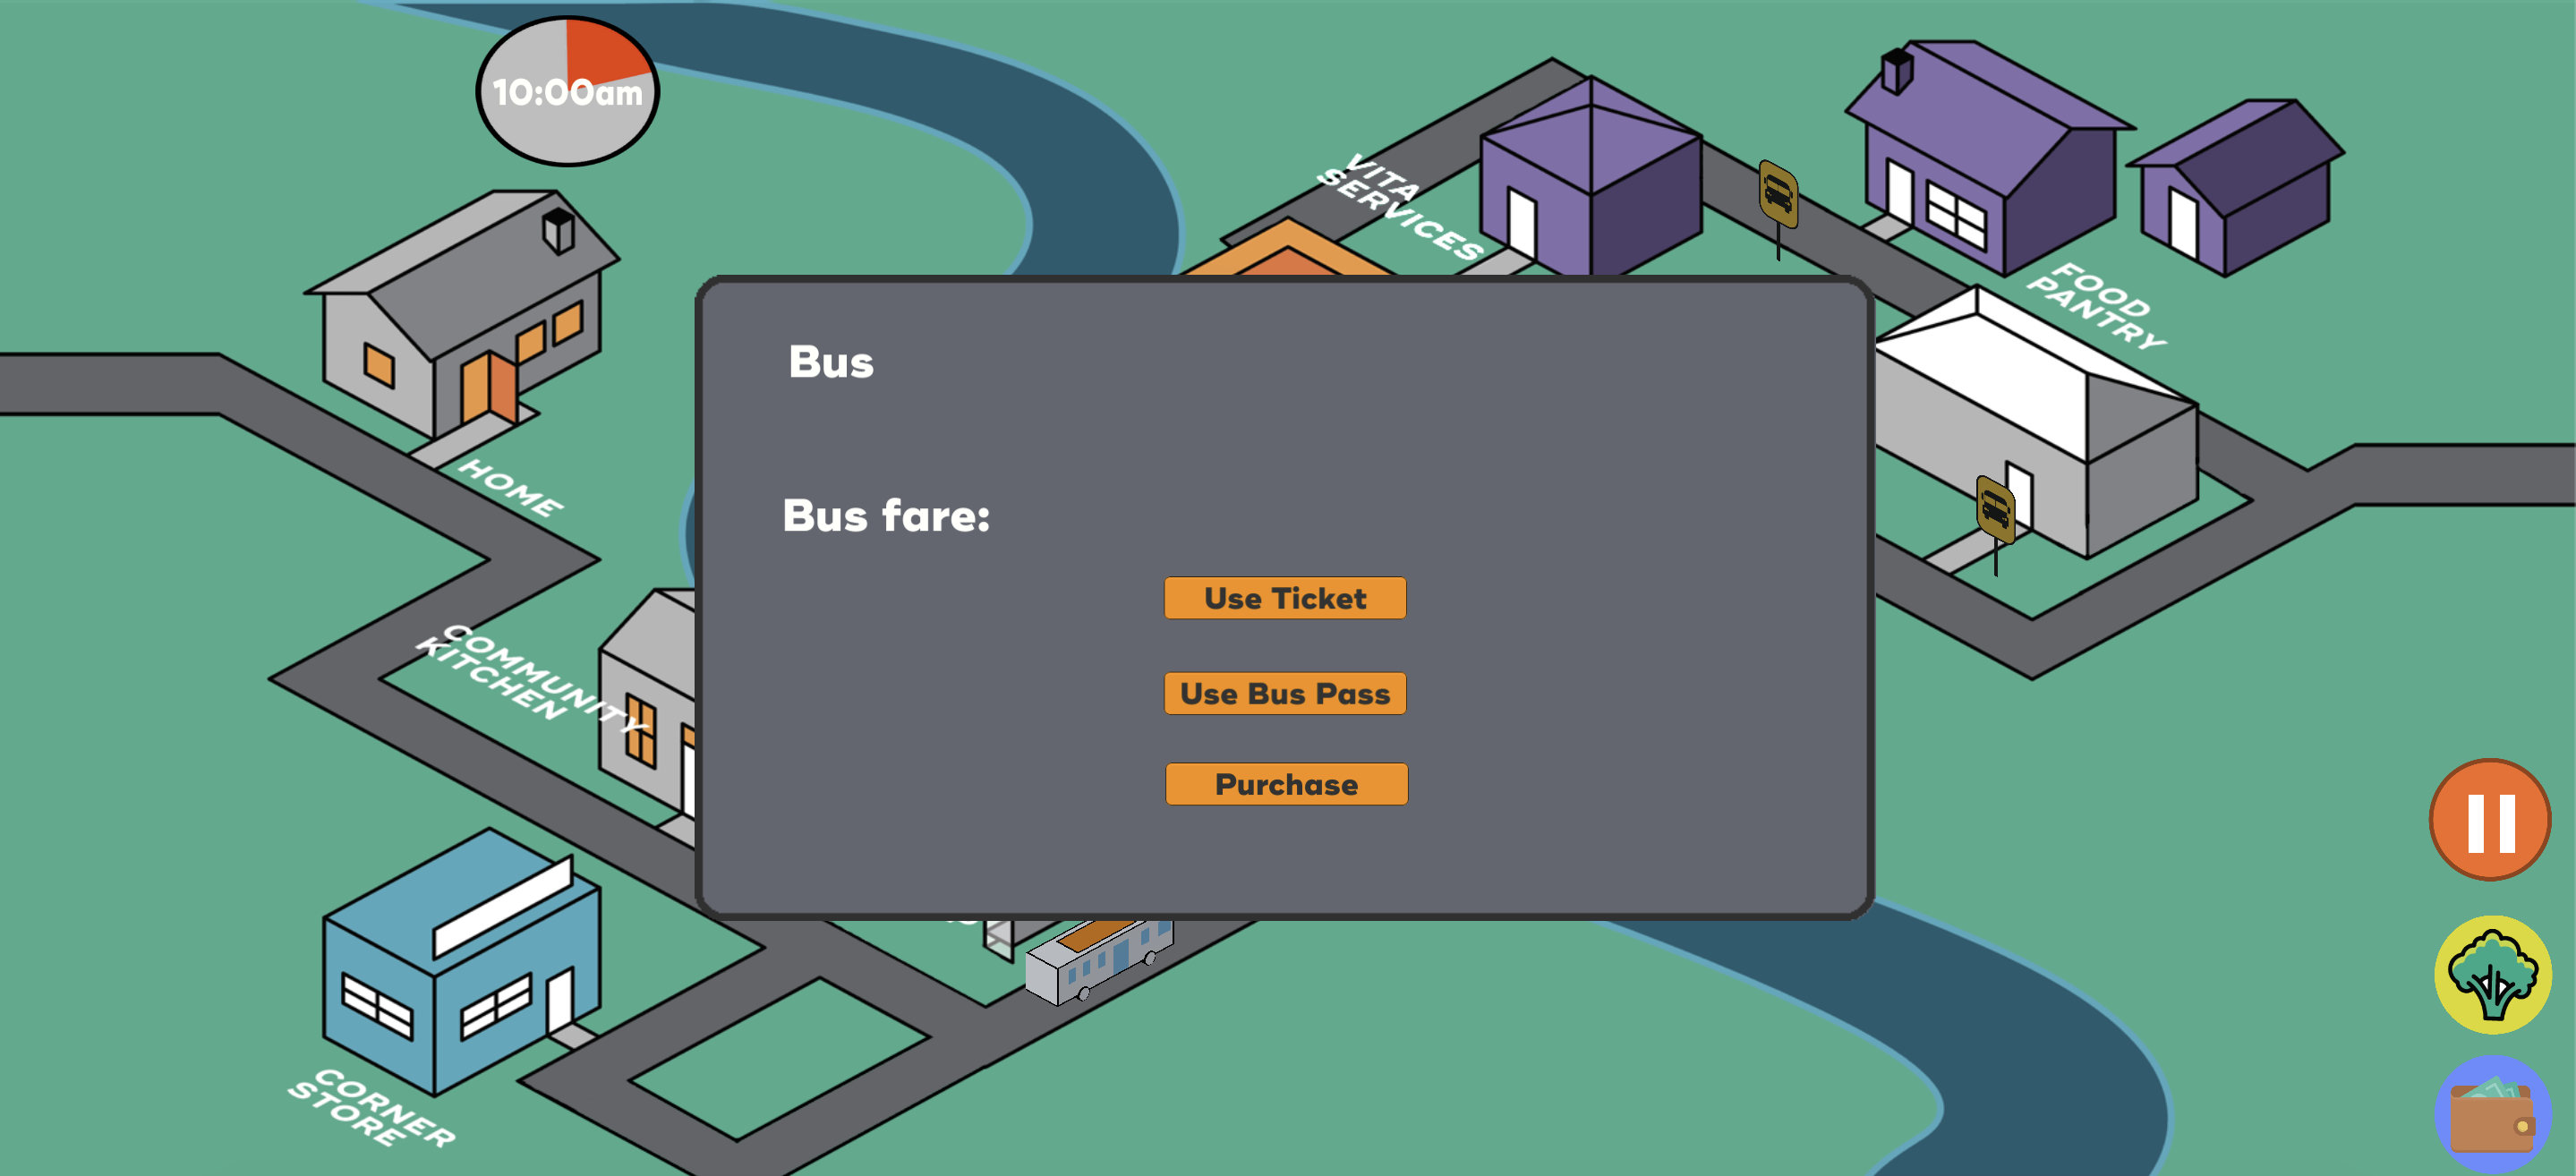 10:00am
VITA
SERVICES
FOOD
PANTRY
Bus
HOME
Bus fare:
Use Ticket
COMMUNITY
KITCHEN
Use Bus Pass
Purchase
CORNER
STORE